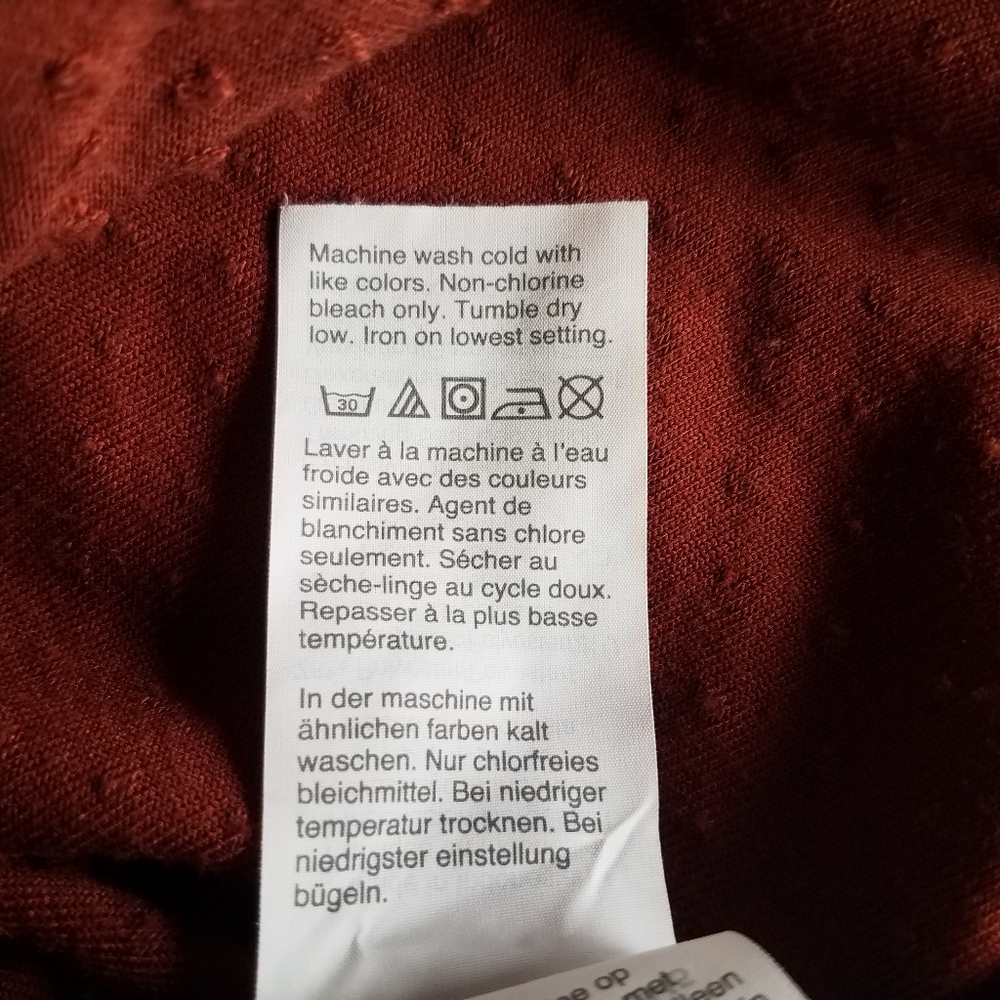 Machine wash cold with
like colors. Non-chlorine
bleach only. Tumble dry
low. Iron on lowest setting.
30
Laver à la machine à l'eau
froide avec des couleurs
similaires. Agent de
blanchiment sans chlore
seulement. Sécher au
sèche-linge au cycle doux.
Repasser à la plus basse
température.
In der maschine mit
ähnlichen farben kalt
waschen. Nur chlorfreies
bleichmittel. Bei niedriger
temperatur trocknen. Bei
niedrigster einstellung
bügeln.
op
met